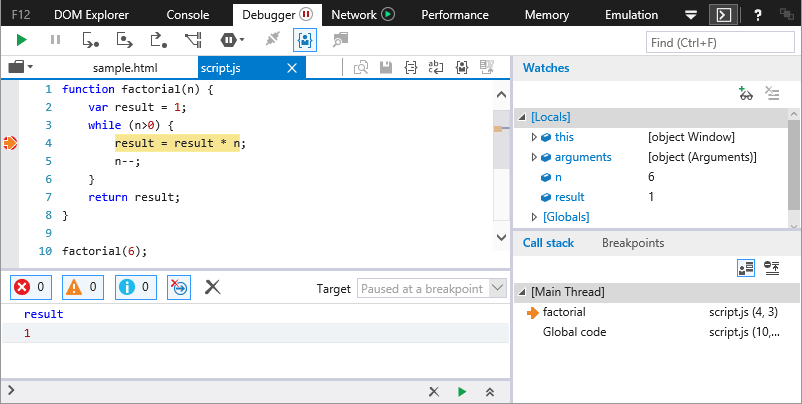 F12 DOM Explorer Console Debugger Network Performance Memory Emulation ?
Find (Ctrl+F)
sample.html script.js
1 function factorial(n) {
2 var result = 1;
3 while (n>0) {
4 result = result * n;
5 n--;
6 }
7 return result;
8 }
9
10 factorial(6);
Watches
[Locals]
this [object Window]
arguments [object (Arguments)]
n 6
result 1
[Globals]
Call stack Breakpoints
[Main Thread]
factorial script.js (4, 3)
Global code script.js (10,...
0 0 0 Target Paused at a breakpoint
result
1